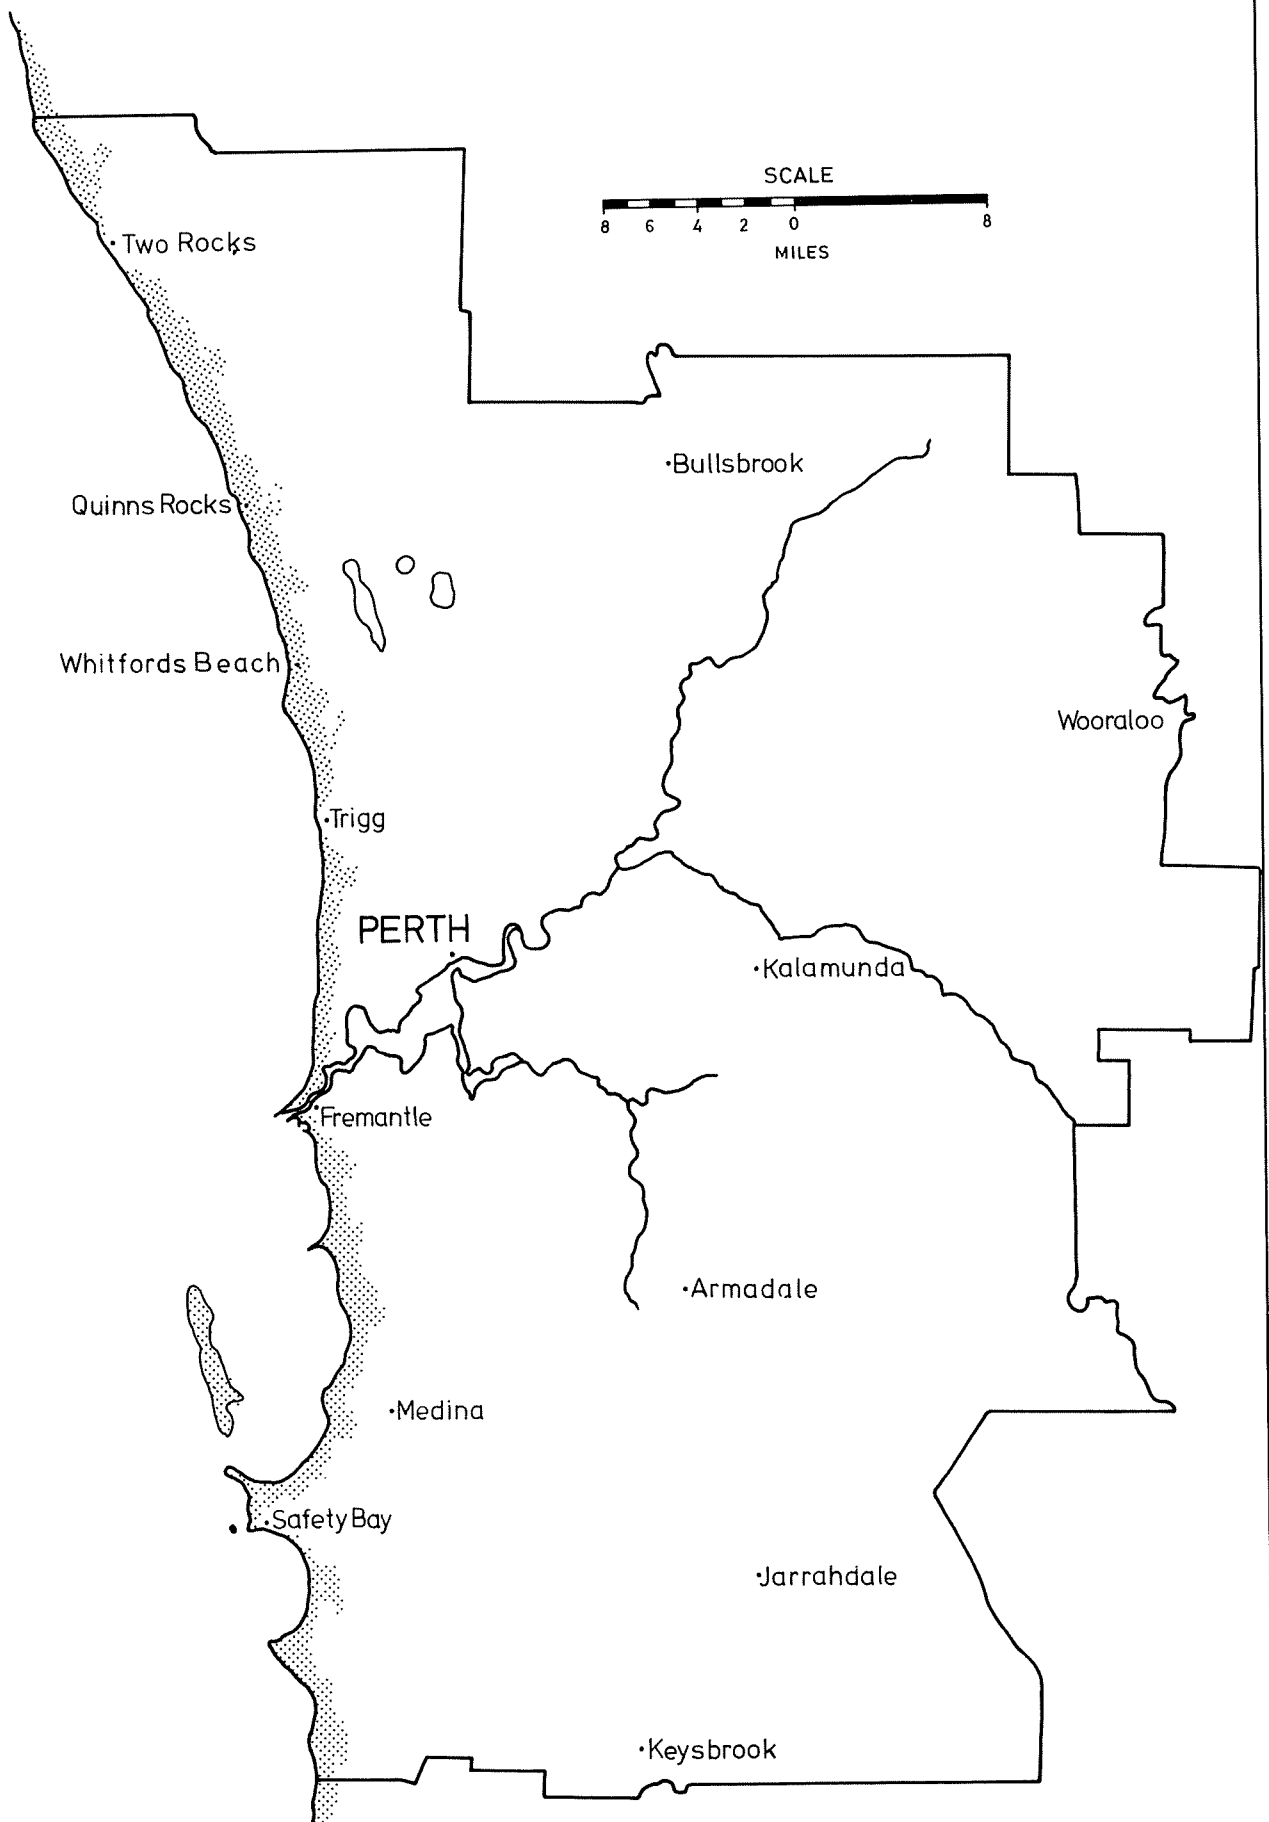 SCALE
8 6 4 2 0 8
MILES
Two Rocks
Bullsbrook
Quinns Rocks
Whitfords Beach
Wooraloo
Trigg
PERTH
Kalamunda
Fremantle
Armadale
Medina
Safety Bay
Jarrahdale
Keysbrook